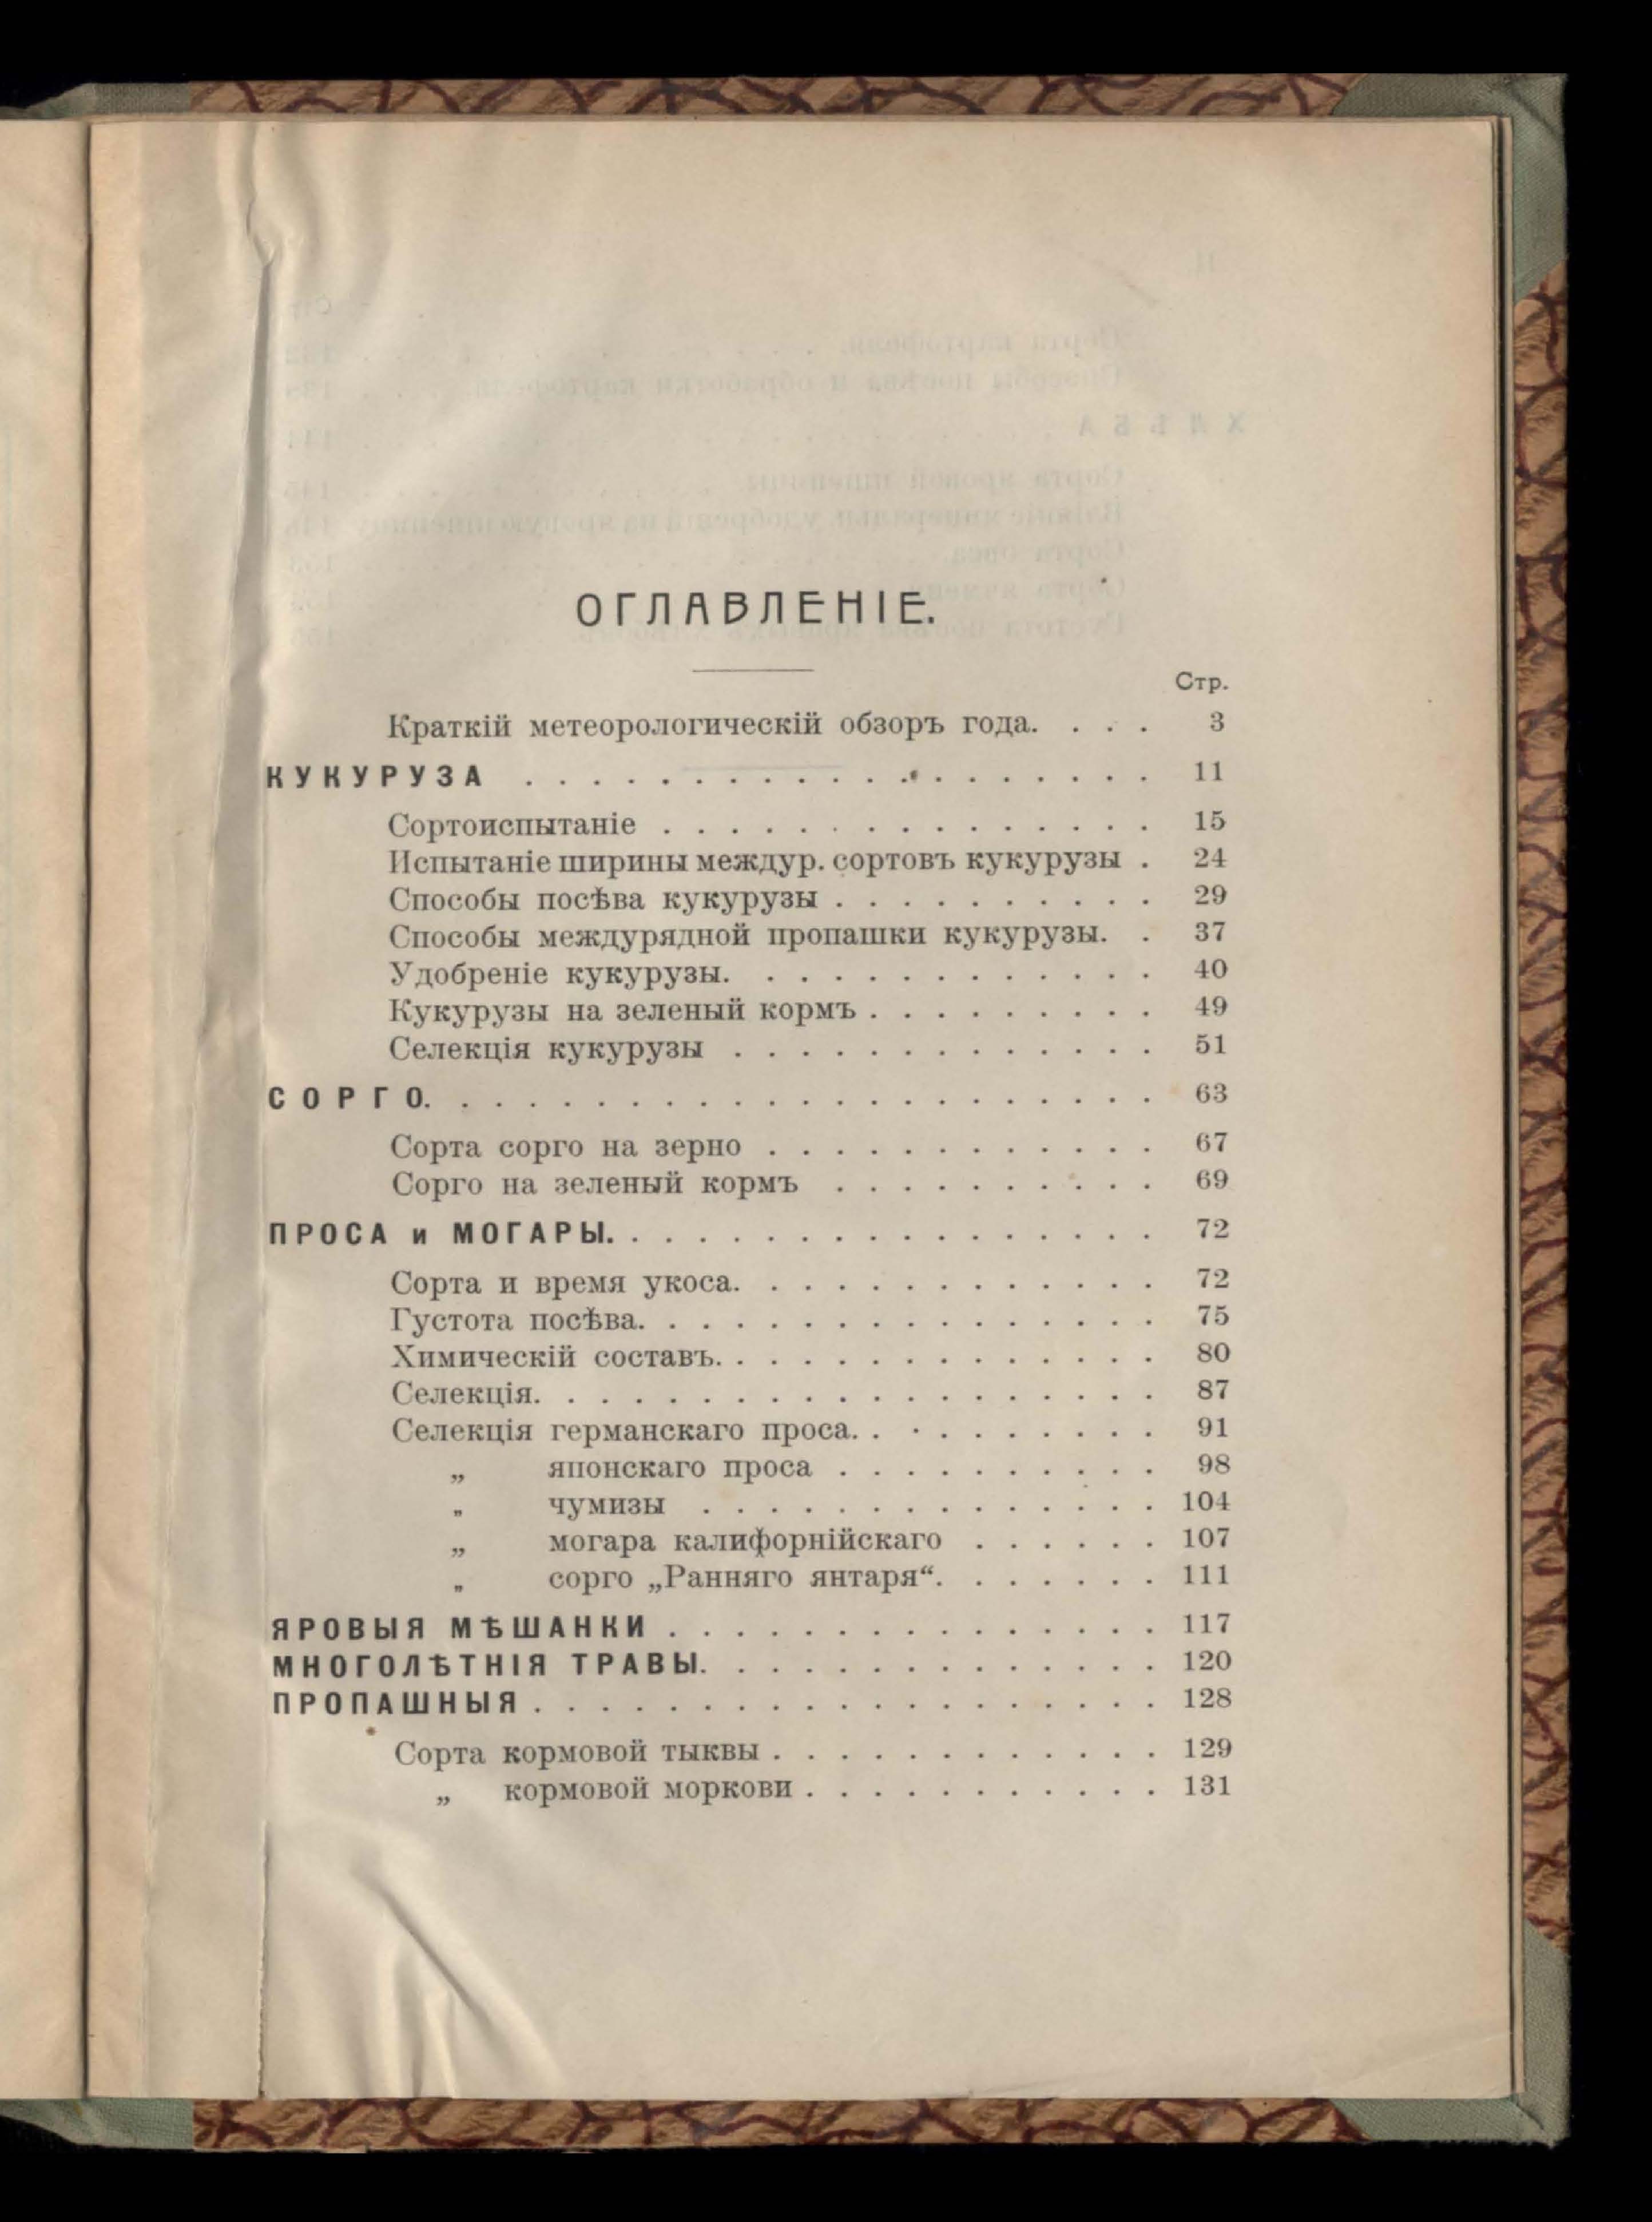 ОГЛАВЛЕНІЕ.
Стр.
Краткій метеорологическій обзоръ года. . . . 3
КУКУРУЗА . . . . . . . . . . . . . . . . . . . 11
Сортоиспытаніе . . . . . . . . . . . . . . . 15
Испытаніе ширины междур. сортовъ кукурузы . 24
Способы посѣва кукурузы . . . . . . . . . . 29
Способы междурядной пропашки кукурузы. . 37
Удобреніе кукурузы. . . . . . . . . . . . . 40
Кукурузы на зеленый кормъ . . . . . . . . . 49
Селекція кукурузы . . . . . . . . . . . . . 51
СОРГО. . . . . . . . . . . . . . . . . . . . . . 63
Сорта сорго на зерно . . . . . . . . . . . . 67
Сорго на зеленый кормъ . . . . . . . . . . 69
ПРОСА и МОГАРЫ. . . . . . . . . . . . . . . . . 72
Сорта и время укоса. . . . . . . . . . . . . 72
Густота посѣва. . . . . . . . . . . . . . . . 75
Химическій составъ. . . . . . . . . . . . . . 80
Селекція. . . . . . . . . . . . . . . . . . . 87
Селекція германскаго проса. . . . . . . . . . 91
„ японскаго проса . . . . . . . . . . 98
„ чумизы . . . . . . . . . . . . . . 104
„ могара калифорнійскаго . . . . . . 107
„ сорго „Ранняго янтаря“. . . . . . . 111
ЯРОВЫЯ МѢШАНКИ . . . . . . . . . . . . . . . 117
МНОГОЛѢТНІЯ ТРАВЫ. . . . . . . . . . . . . . 120
ПРОПАШНЫЯ . . . . . . . . . . . . . . . . . . . 128
Сорта кормовой тыквы . . . . . . . . . . . . 129
„ кормовой моркови . . . . . . . . . . . 131